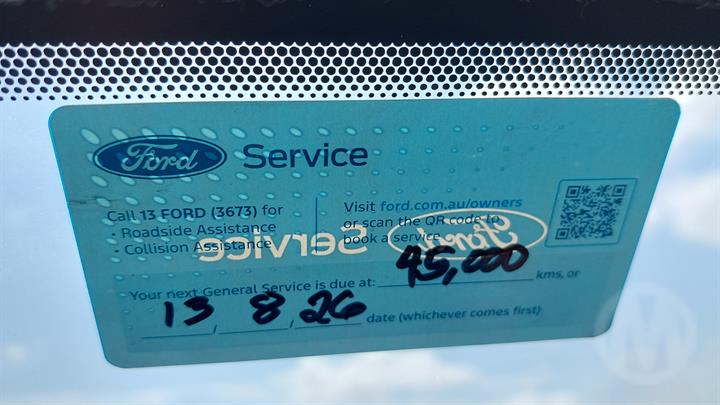 Ford Service
Call 13 FORD (3673) for
• Roadside Assistance
• Collision Assistance
Visit ford.com.au/owners
or scan the QR code to
book a service
Ford Service
Your next General Service is due at: 45,000 kms, or
13 / 8 / 26 date (whichever comes first)
M